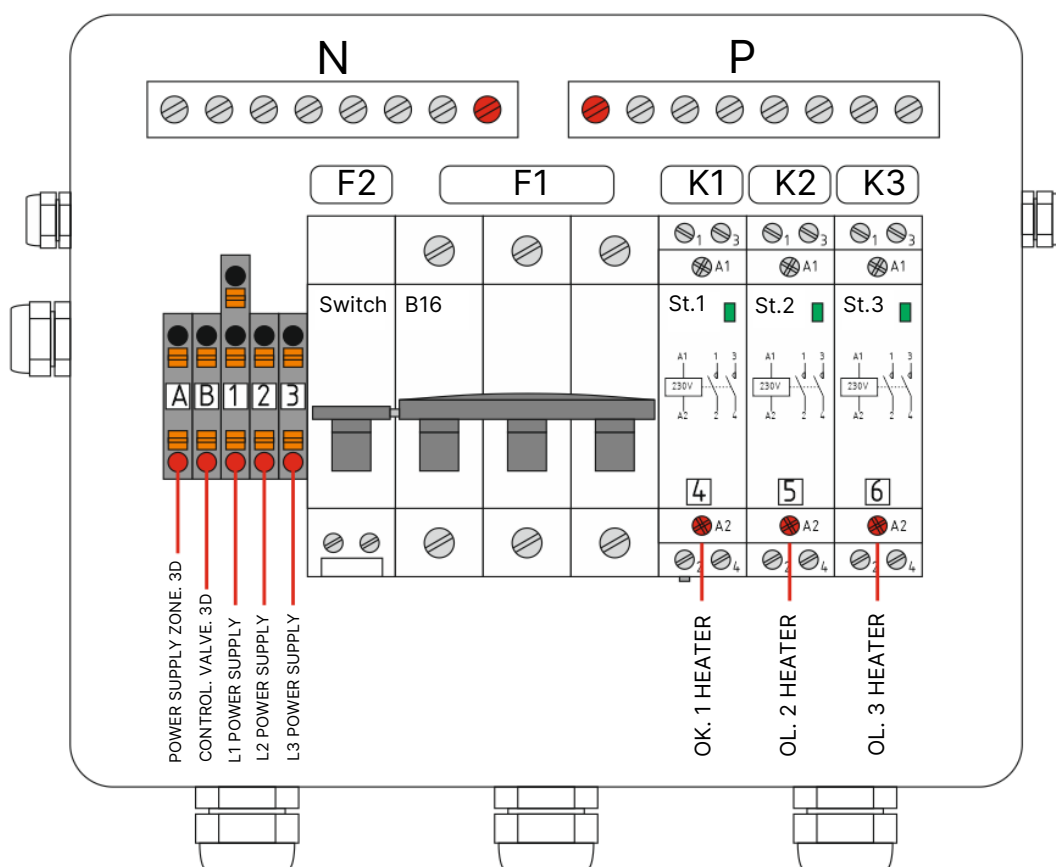 N
P
F2
F1
K1
K2
K3
1
3
1
3
1
3
A1
A1
A1
Switch
B16
St.1
St.2
St.3
A1
1
3
A1
1
3
A1
1
3
A
B
1
2
3
230V
230V
230V
A2
2
4
A2
2
4
A2
2
4
4
5
6
A2
A2
A2
2
4
2
4
2
4
POWER SUPPLY ZONE. 3D
CONTROL. VALVE. 3D
L1 POWER SUPPLY
L2 POWER SUPPLY
L3 POWER SUPPLY
OK. 1 HEATER
OL. 2 HEATER
OL. 3 HEATER